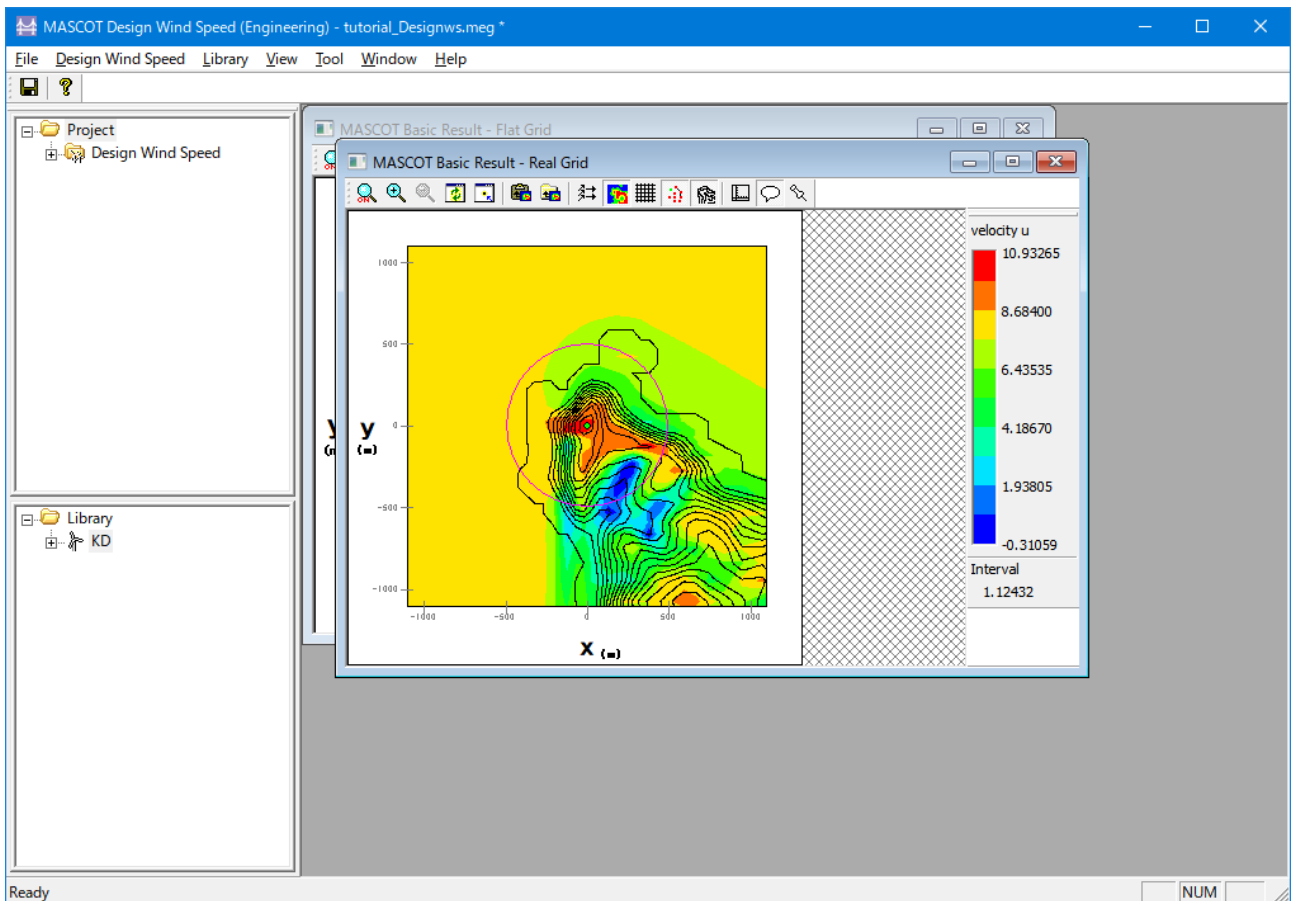 MASCOT Design Wind Speed (Engineering) - tutorial_Designws.meg *
File Design Wind Speed Library View Tool Window Help
Project
Design Wind Speed
Library
KD
MASCOT Basic Result - Flat Grid
MASCOT Basic Result - Real Grid
ON
velocity u
10.93265
8.68400
6.43535
4.18670
1.93805
-0.31059
Interval
1.12432
1000
500
y 0
(m)
-500
-1000
-1000 -500 0 500 1000
x (m)
Ready
NUM